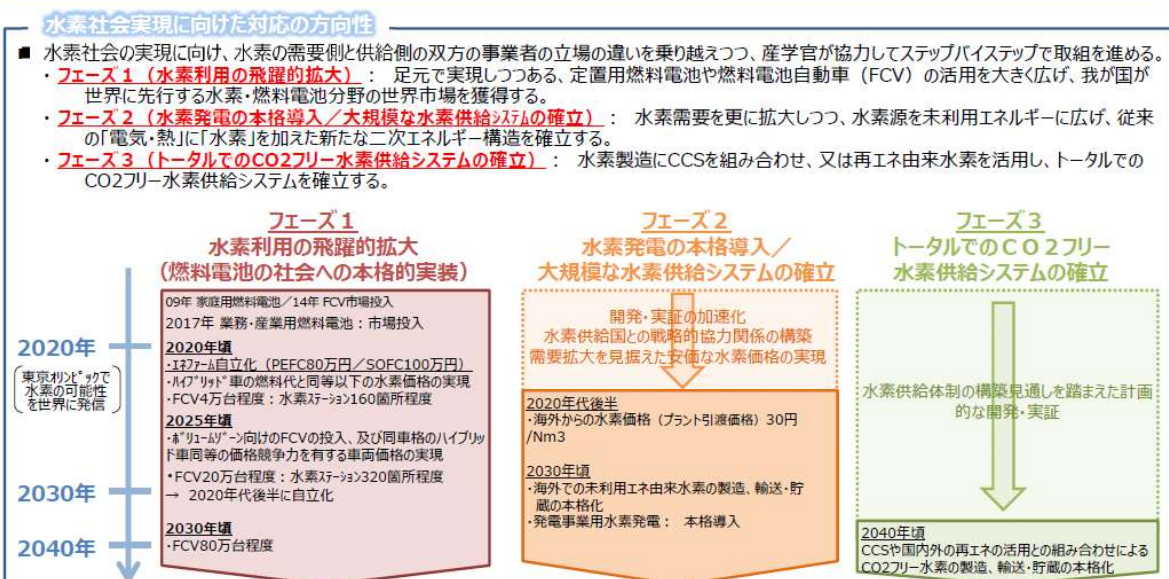 水素社会実現に向けた対応の方向性
■ 水素社会の実現に向け、水素の需要側と供給側の双方の事業者の立場の違いを乗り越えつつ、産学官が協力してステップバイステップで取組を進める。
・フェーズ１（水素利用の飛躍的拡大）： 足元で実現しつつある、定置用燃料電池や燃料電池自動車（FCV）の活用を大きく広げ、我が国が
世界に先行する水素・燃料電池分野の世界市場を獲得する。
・フェーズ２（水素発電の本格導入／大規模な水素供給ｼｽﾃﾑの確立）： 水素需要を更に拡大しつつ、水素源を未利用エネルギーに広げ、従来
の「電気・熱」に「水素」を加えた新たな二次エネルギー構造を確立する。
・フェーズ３（トータルでのCO2フリー水素供給システムの確立）： 水素製造にCCSを組み合わせ、又は再エネ由来水素を活用し、トータルでの
CO2フリー水素供給システムを確立する。
フェーズ１
水素利用の飛躍的拡大
（燃料電池の社会への本格的実装）
09年 家庭用燃料電池／14年 FCV市場投入
2017年 業務・産業用燃料電池：市場投入
2020年頃
・ｴﾈﾌｧｰﾑ自立化（PEFC80万円／SOFC100万円）
・ﾊｲﾌﾞﾘｯﾄﾞ車の燃料代と同等以下の水素価格の実現
・FCV4万台程度：水素ステーション160箇所程度
2025年頃
・ﾎﾞﾘｭｰﾑｿﾞｰﾝ向けのFCVの投入、及び同車格のハイブリッ
ド車同等の価格競争力を有する車両価格の実現
・FCV20万台程度：水素ｽﾃｰｼｮﾝ320箇所程度
→ 2020年代後半に自立化
2030年頃
・FCV80万台程度
フェーズ２
水素発電の本格導入／
大規模な水素供給システムの確立
開発・実証の加速化
水素供給国との戦略的協力関係の構築
需要拡大を見据えた安価な水素価格の実現
2020年代後半
・海外からの水素価格（プラント引渡価格）30円
/Nm3
2030年頃
・海外での未利用エネ由来水素の製造、輸送・貯
蔵の本格化
・発電事業用水素発電： 本格導入
フェーズ３
トータルでのＣＯ２フリー
水素供給システムの確立
水素供給体制の構築見通しを踏まえた計画
的な開発・実証
2040年頃
CCSや国内外の再エネの活用との組み合わせによる
CO2フリー水素の製造、輸送・貯蔵の本格化
2020年
東京ｵﾘﾝﾋﾟｯｸで
水素の可能性
を世界に発信
2030年
2040年